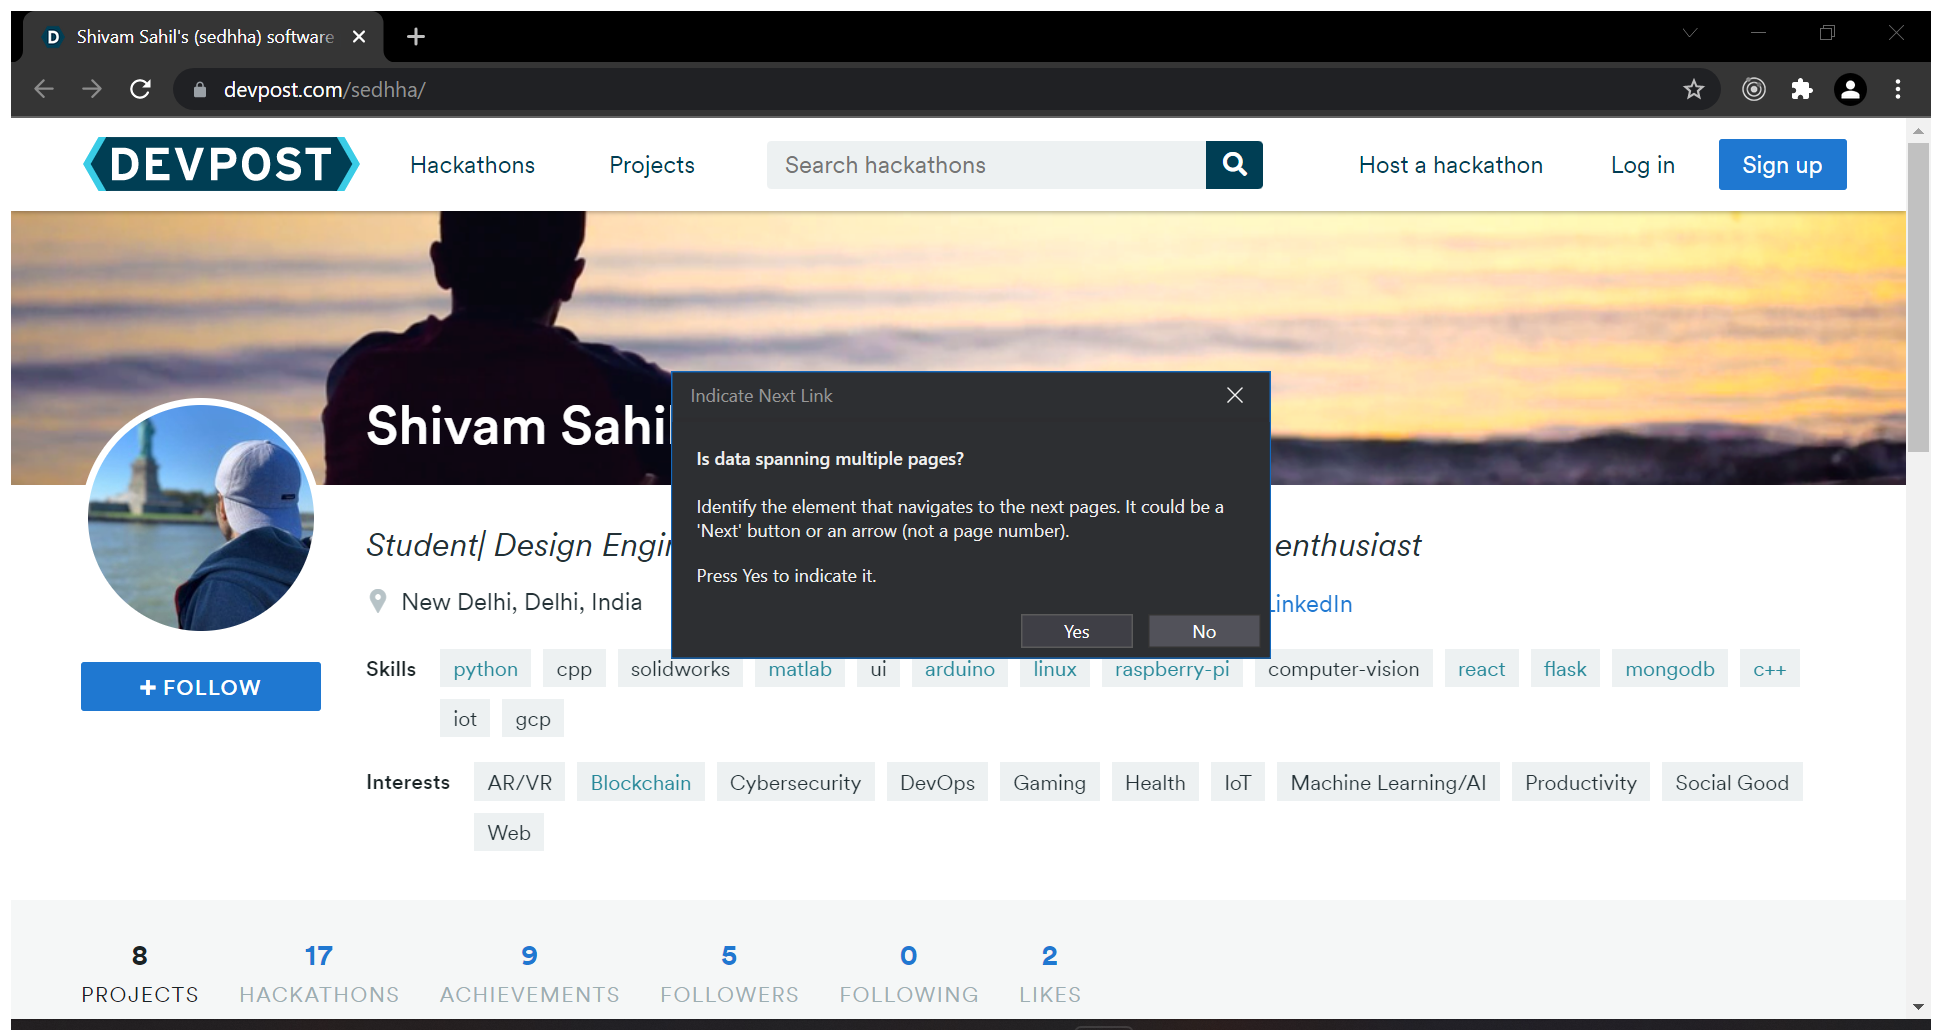 D Shivam Sahil's (sedhha) software
devpost.com/sedhha/
DEVPOST Hackathons Projects Search hackathons Host a hackathon Log in Sign up
Shivam Sahil
Indicate Next Link
Is data spanning multiple pages?
Identify the element that navigates to the next pages. It could be a
'Next' button or an arrow (not a page number).
Press Yes to indicate it.
Yes No
Student| Design enthusiast
New Delhi, Delhi, India LinkedIn
+ FOLLOW
Skills python cpp solidworks matlab ui arduino linux raspberry-pi computer-vision react flask mongodb c++
iot gcp
Interests AR/VR Blockchain Cybersecurity DevOps Gaming Health IoT Machine Learning/AI Productivity Social Good
Web
8 17 9 5 0 2
PROJECTS HACKATHONS ACHIEVEMENTS FOLLOWERS FOLLOWING LIKES